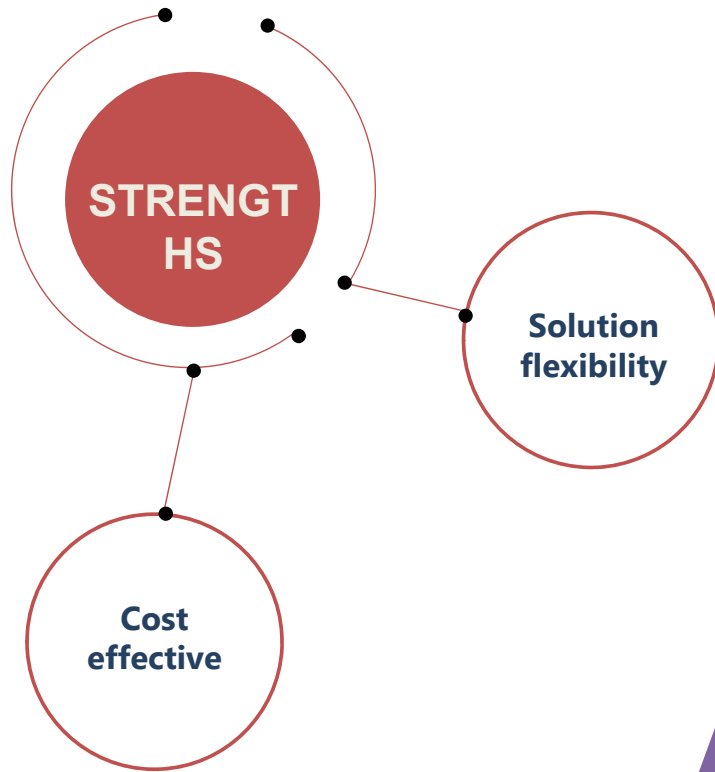 STRENGT
HS
Solution
flexibility
Cost
effective